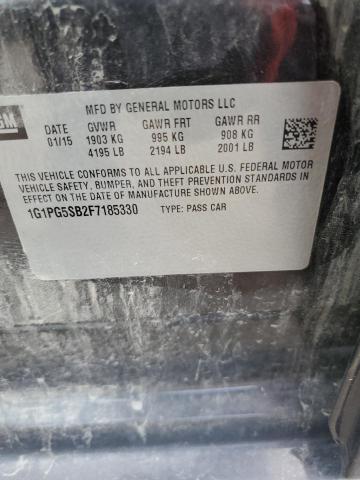 GM
MFD BY GENERAL MOTORS LLC
DATE GVWR GAWR FRT GAWR RR
01/15 1903 KG 995 KG 908 KG
4195 LB 2194 LB 2001 LB
THIS VEHICLE CONFORMS TO ALL APPLICABLE U.S. FEDERAL MOTOR
VEHICLE SAFETY, BUMPER, AND THEFT PREVENTION STANDARDS IN
EFFECT ON THE DATE OF MANUFACTURE SHOWN ABOVE.
1G1PG5SB2F7185330 TYPE: PASS CAR